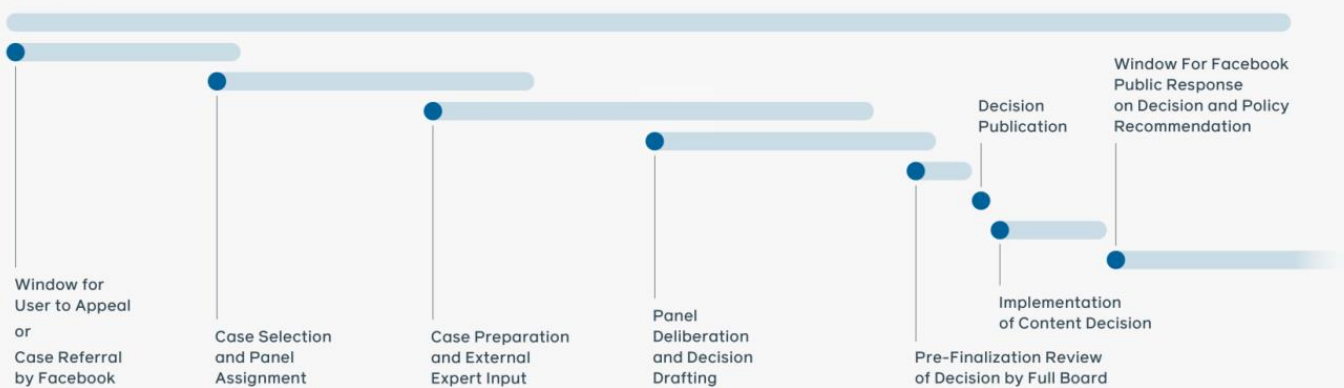 Window for
User to Appeal
or
Case Referral
by Facebook
Case Selection
and Panel
Assignment
Case Preparation
and External
Expert Input
Panel
Deliberation
and Decision
Drafting
Pre-Finalization Review
of Decision by Full Board
Decision
Publication
Implementation
of Content Decision
Window For Facebook
Public Response
on Decision and Policy
Recommendation